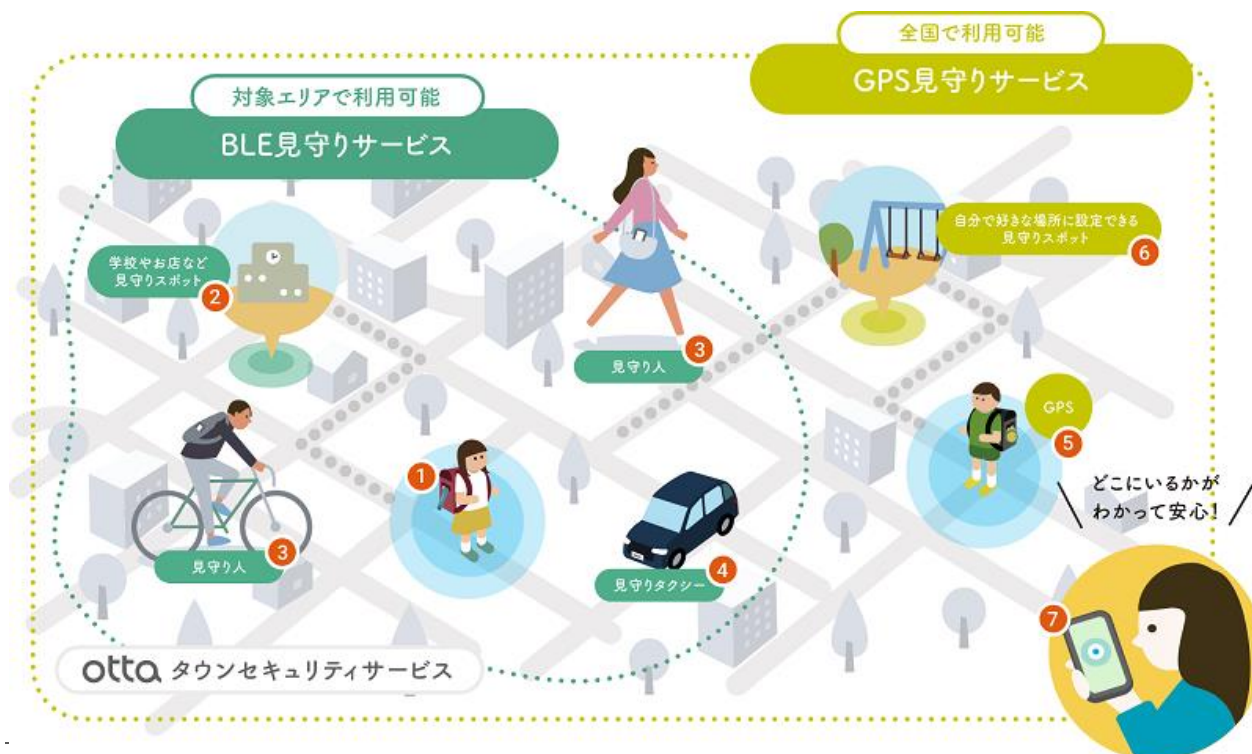 全国で利用可能
GPS見守りサービス
対象エリアで利用可能
BLE見守りサービス
学校やお店など
見守りスポット
2
自分で好きな場所に設定できる
見守りスポット
6
見守り人
3
GPS
5
1
どこにいるかが
わかって安心!
見守り人
3
見守りタクシー
4
7
otta タウンセキュリティサービス